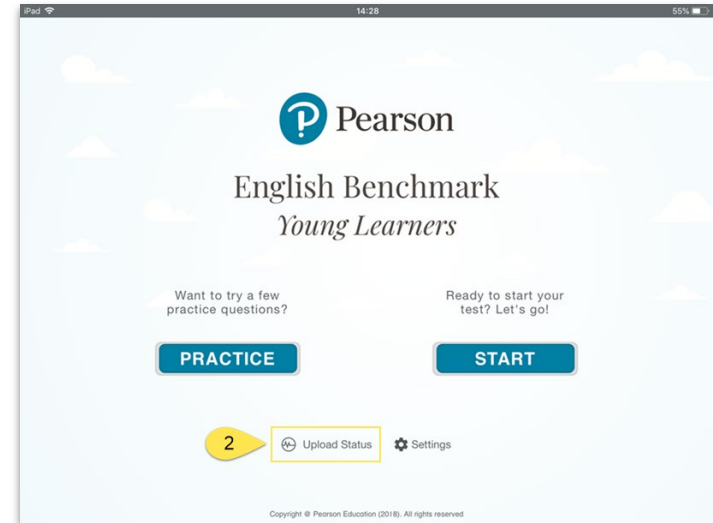 iPad 14:28 55%
Pearson
English Benchmark
Young Learners
Want to try a few
practice questions?
Ready to start your
test? Let's go!
PRACTICE
START
2
Upload Status
Settings
Copyright @ Pearson Education (2018). All rights reserved